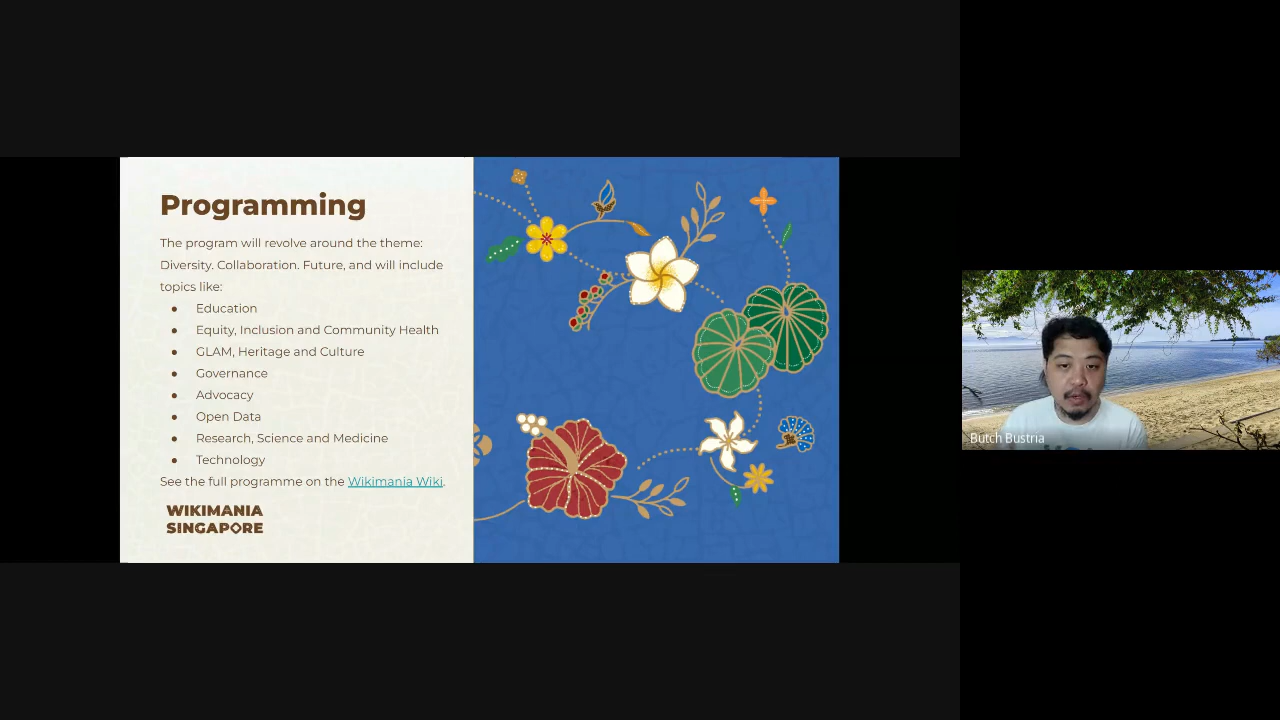 Programming
The program will revolve around the theme:
Diversity. Collaboration. Future, and will include
topics like:
● Education
● Equity, Inclusion and Community Health
● GLAM, Heritage and Culture
● Governance
● Advocacy
● Open Data
● Research, Science and Medicine
● Technology
See the full programme on the Wikimania Wiki.
WIKIMANIA
SINGAPORE
Butch Bustria